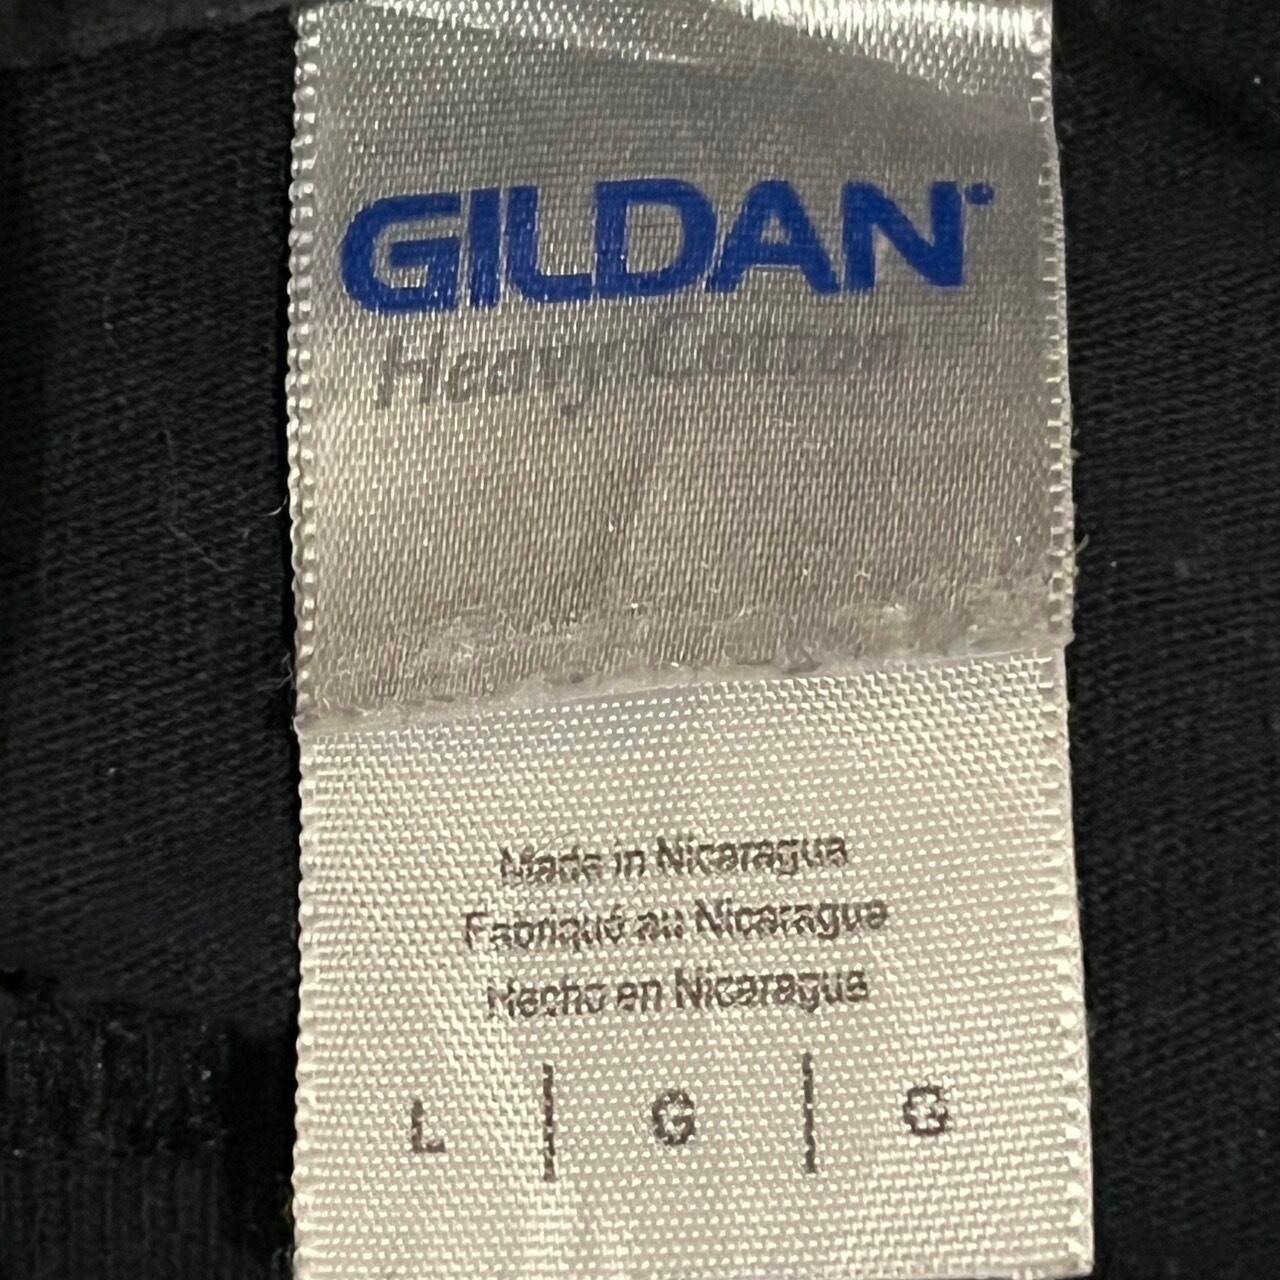 GILDAN®
Heavy Cotton
Made in Nicaragua
Fabriqué au Nicaragua
Hecho en Nicaragua
L | G | G